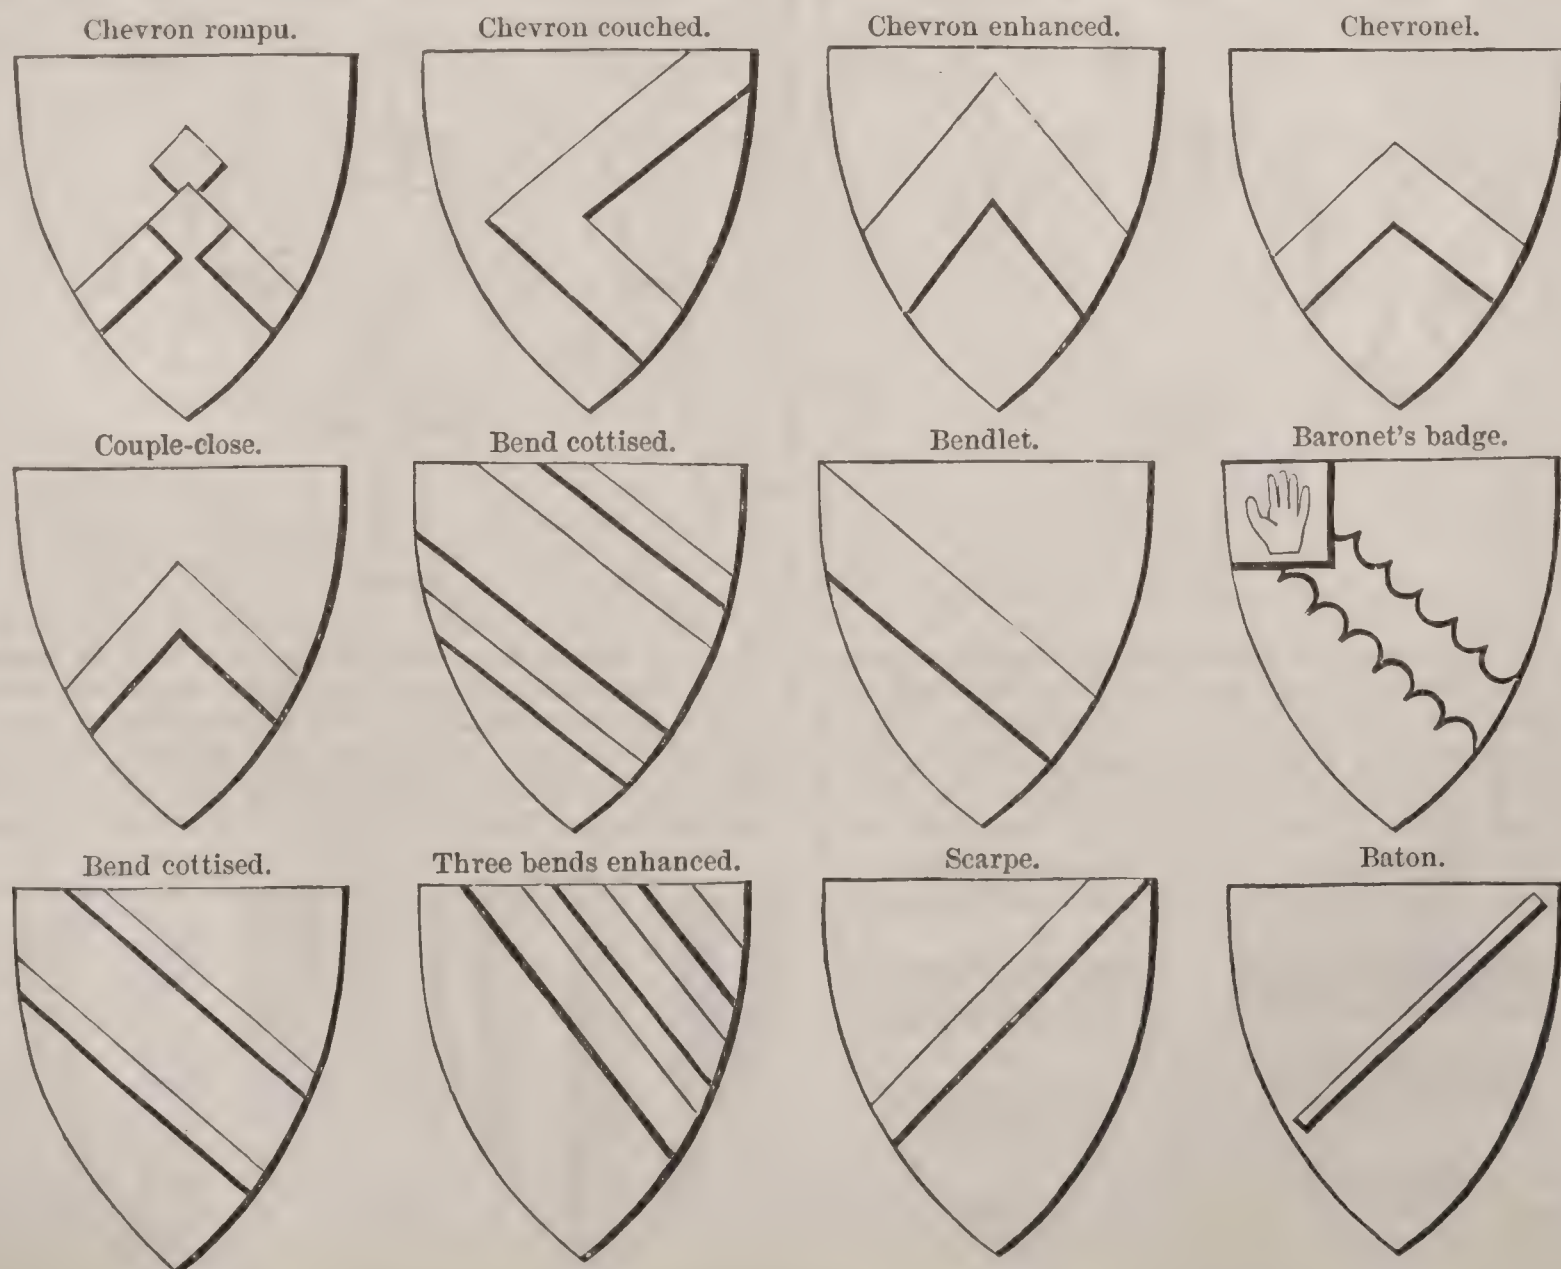 Chevron rompu. Chevron couched. Chevron enhanced. Chevronel.
Couple-close. Bend cottised. Bendlet. Baronet's badge.
Bend cottised. Three bends enhanced. Scarpe. Baton.